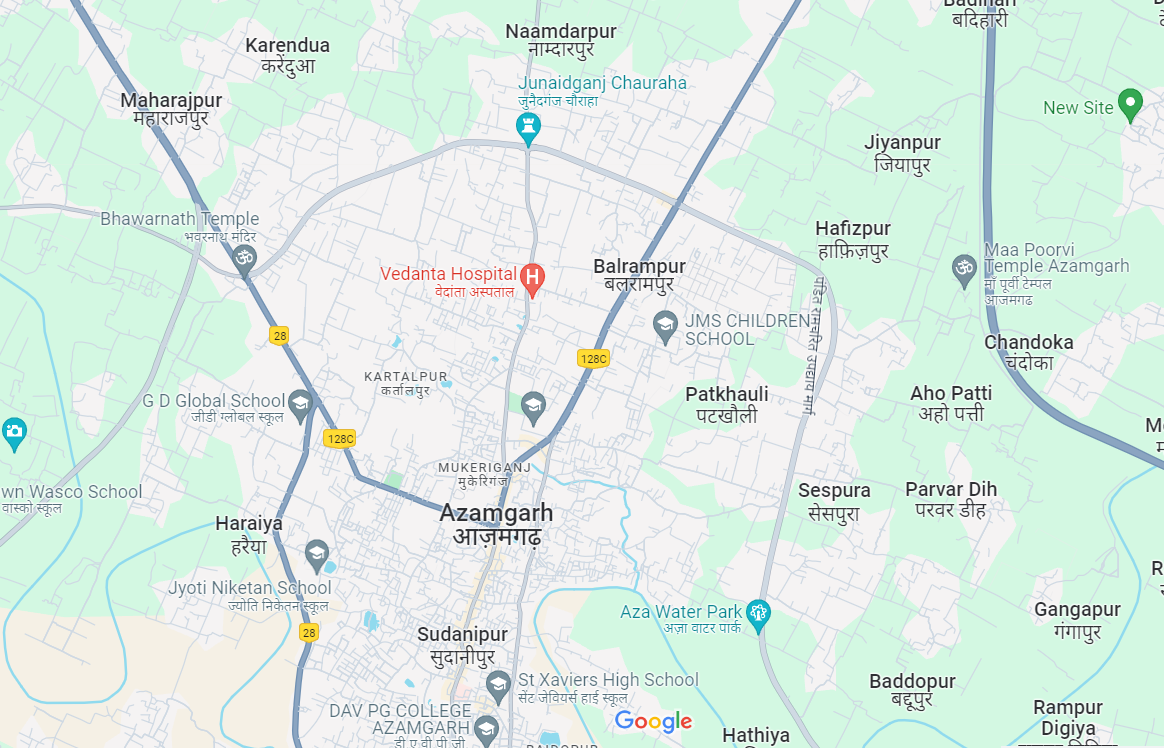 Badihari
बदिहारी
Naamdarpur
नाम्दारपुर
Karendua
करेंदुआ
Junaidganj Chauraha
जुनैदगंज चौराहा
Maharajpur
महाराजपुर
New Site
Jiyanpur
जियापुर
Bhawarnath Temple
भवरनाथ मंदिर
Hafizpur
हाफ़िज़पुर
Maa Poorvi
Temple Azamgarh
माँ पूर्वी टेम्पल
आजमगढ
Vedanta Hospital
वेदांता अस्पताल
H
Balrampur
बलरामपुर
JMS CHILDREN
SCHOOL
28
128C
Chandoka
चंदोका
KARTALPUR
कर्तालपुर
G D Global School
जीडी ग्लोबल स्कूल
Patkhauli
पटखौली
Aho Patti
अहो पत्ती
128C
MUKERIGANJ
मुकेरिगंज
wn Wasco School
वास्को स्कूल
Azamgarh
आज़मगढ़
Sespura
सेसपुरा
Parvar Dih
परवर डीह
Haraiya
हरैया
Jyoti Niketan School
ज्योति निकेतन स्कूल
Aza Water Park
अज़ा वाटर पार्क
Gangapur
गंगापुर
28
Sudanipur
सुदानीपुर
St Xaviers High School
सेंट जेवियर्स हाई स्कूल
Baddopur
बद्दूपुर
DAV PG COLLEGE
AZAMGARH
डी ए वी पी जी
Google
Rampur
Digiya
Hathiya